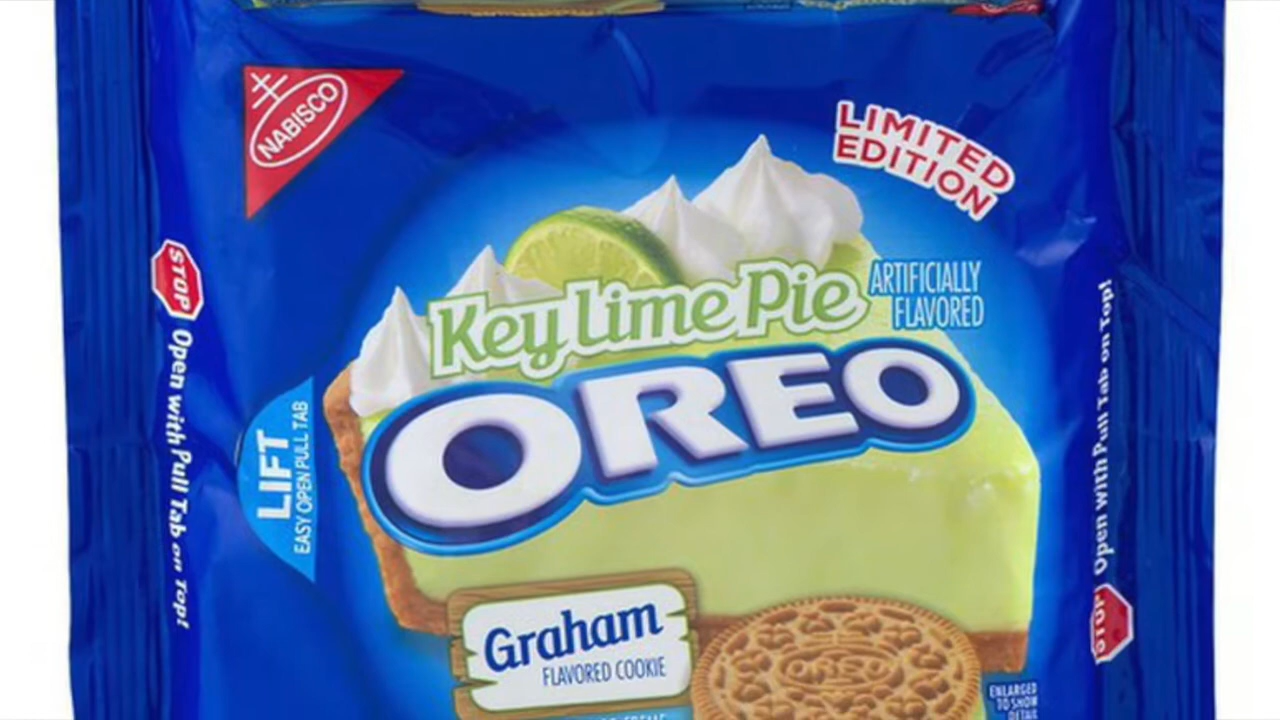 NABISCO
LIMITED
EDITION
Key Lime Pie
ARTIFICIALLY
FLAVORED
OREO
STOP
Open with Pull Tab on Top!
LIFT
EASY OPEN PULL TAB
STOP
Open with Pull Tab on Top!
Graham
FLAVORED COOKIE
OREO
ENLARGED
TO SHOW
DETAIL